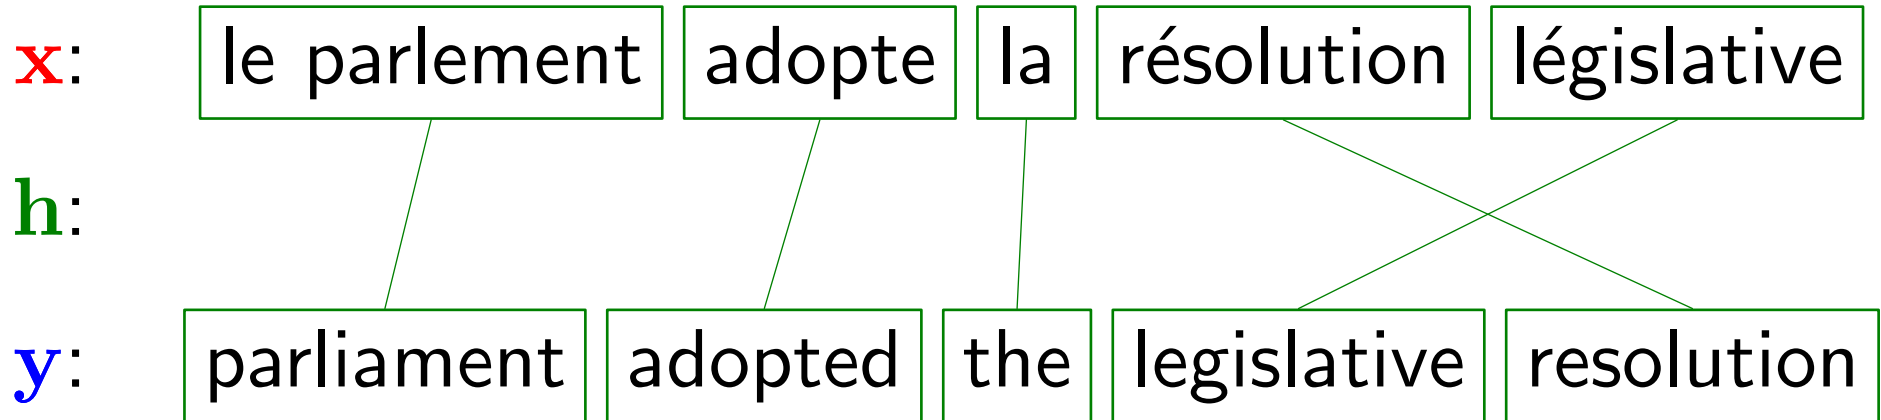 x: le parlement adopte la résolution législative
h:
y: parliament adopted the legislative resolution